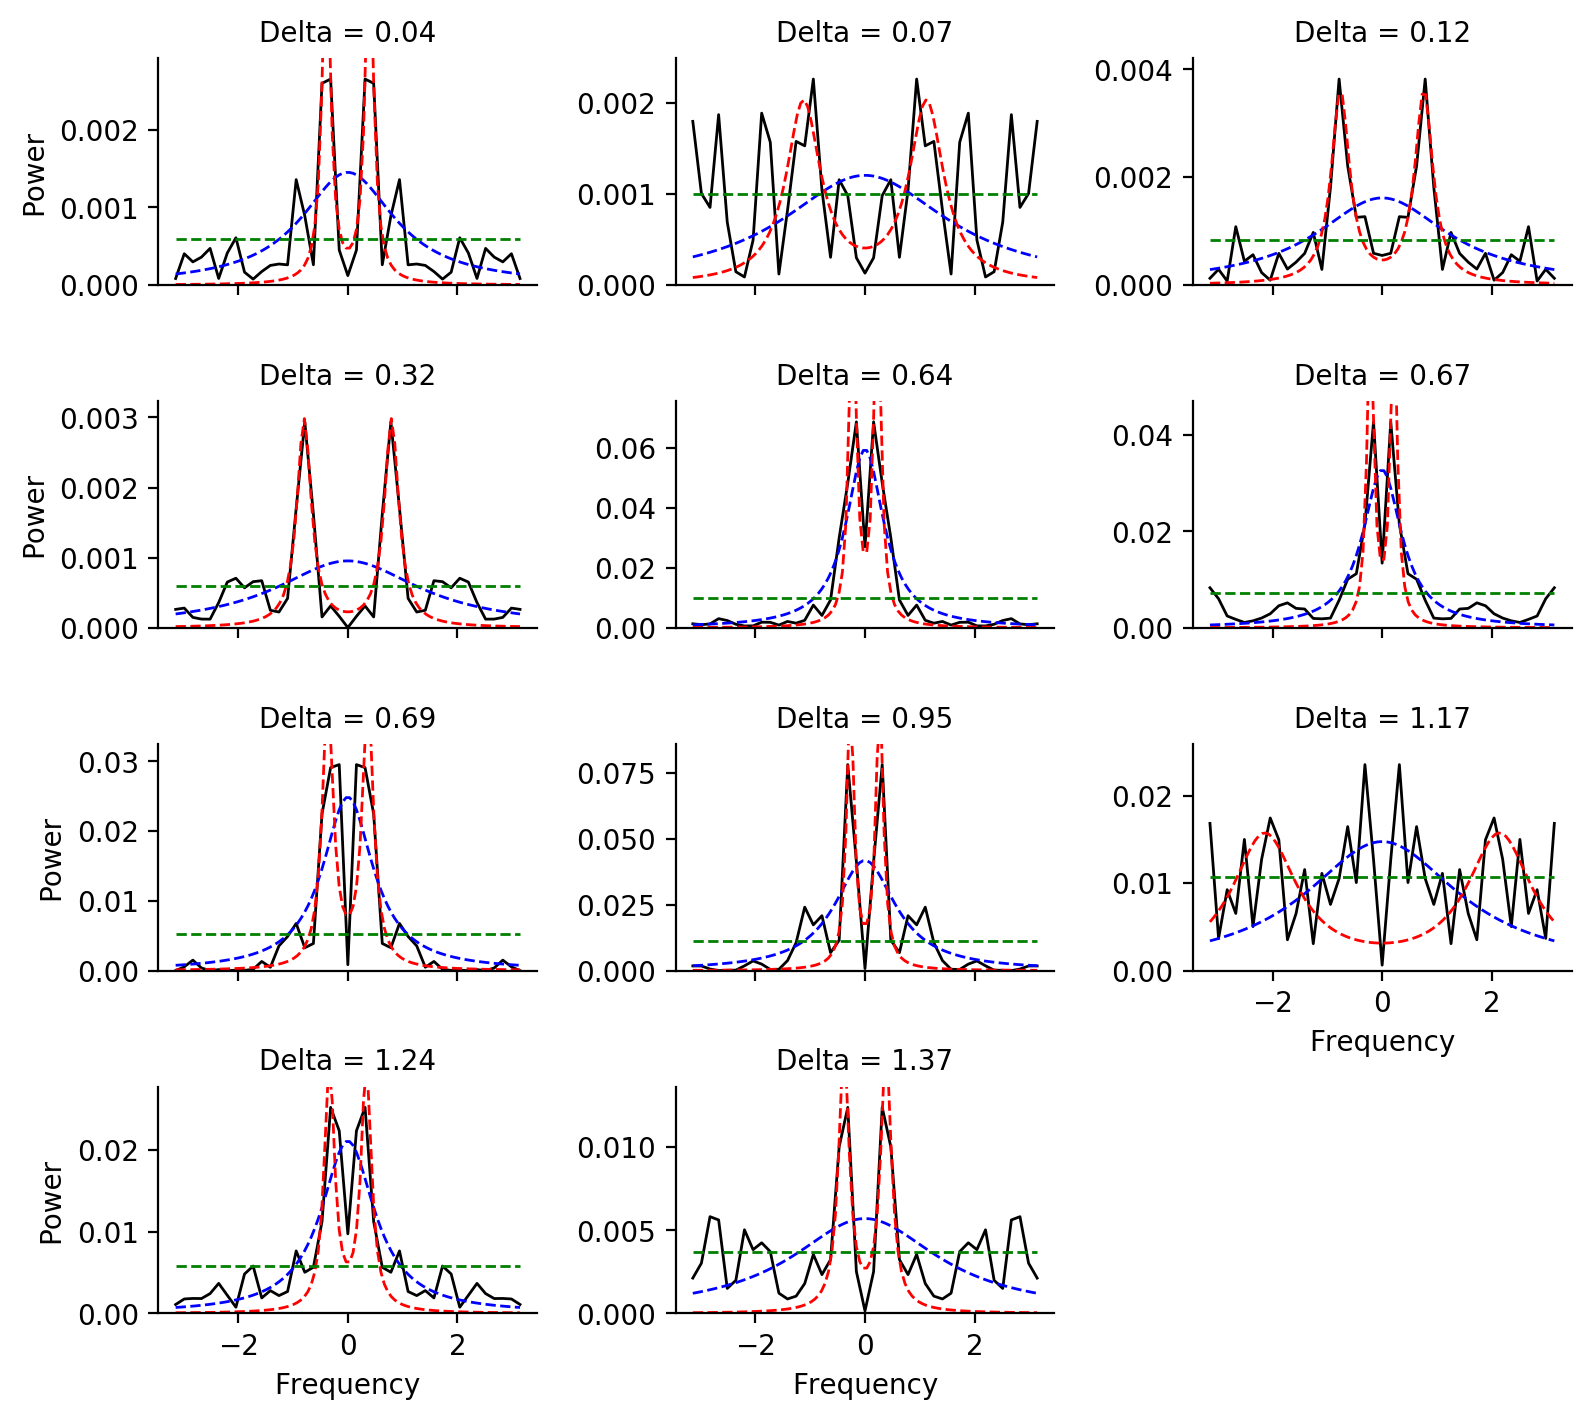 Delta = 0.04
Delta = 0.07
Delta = 0.12
Power
0.002
0.001
0.000
0.002
0.001
0.000
0.004
0.002
0.000
Delta = 0.32
Delta = 0.64
Delta = 0.67
Power
0.003
0.002
0.001
0.000
0.06
0.04
0.02
0.00
0.04
0.02
0.00
Delta = 0.69
Delta = 0.95
Delta = 1.17
Power
0.03
0.02
0.01
0.00
0.075
0.050
0.025
0.000
0.02
0.01
0.00
−2 0 2
Frequency
Delta = 1.24
Delta = 1.37
Power
0.02
0.01
0.00
0.010
0.005
0.000
−2 0 2
−2 0 2
Frequency
Frequency